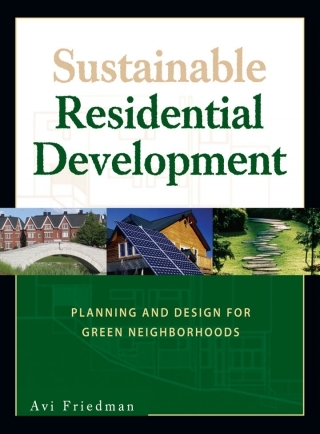 Sustainable
Residential
Development
PLANNING AND DESIGN FOR
GREEN NEIGHBORHOODS
Avi Friedman